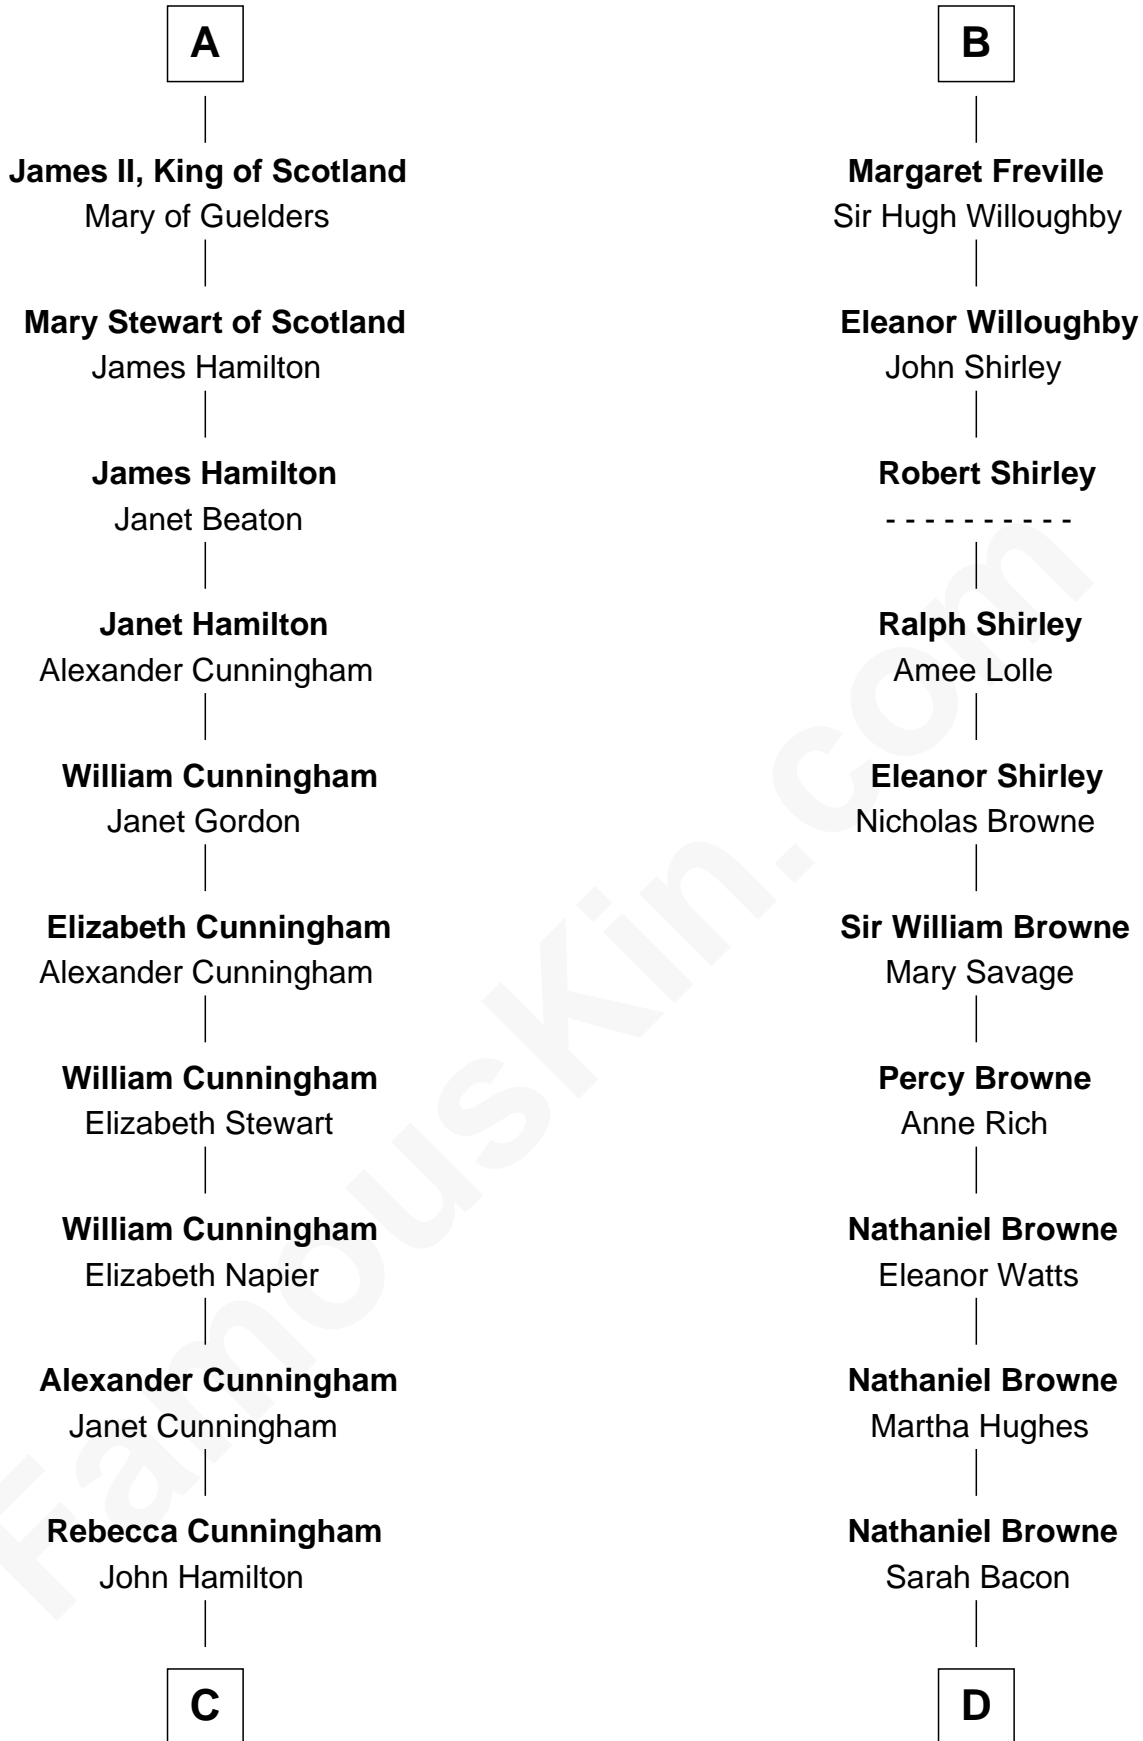 A
James II, King of Scotland
Mary of Guelders
Mary Stewart of Scotland
James Hamilton
James Hamilton
Janet Beaton
Janet Hamilton
Alexander Cunningham
William Cunningham
Janet Gordon
Elizabeth Cunningham
Alexander Cunningham
William Cunningham
Elizabeth Stewart
William Cunningham
Elizabeth Napier
Alexander Cunningham
Janet Cunningham
Rebecca Cunningham
John Hamilton
C
B
Margaret Freville
Sir Hugh Willoughby
Eleanor Willoughby
John Shirley
Robert Shirley
- - - - - - - - - -
Ralph Shirley
Amee Lolle
Eleanor Shirley
Nicholas Browne
Sir William Browne
Mary Savage
Percy Browne
Anne Rich
Nathaniel Browne
Eleanor Watts
Nathaniel Browne
Martha Hughes
Nathaniel Browne
Sarah Bacon
D
FamousKin.com